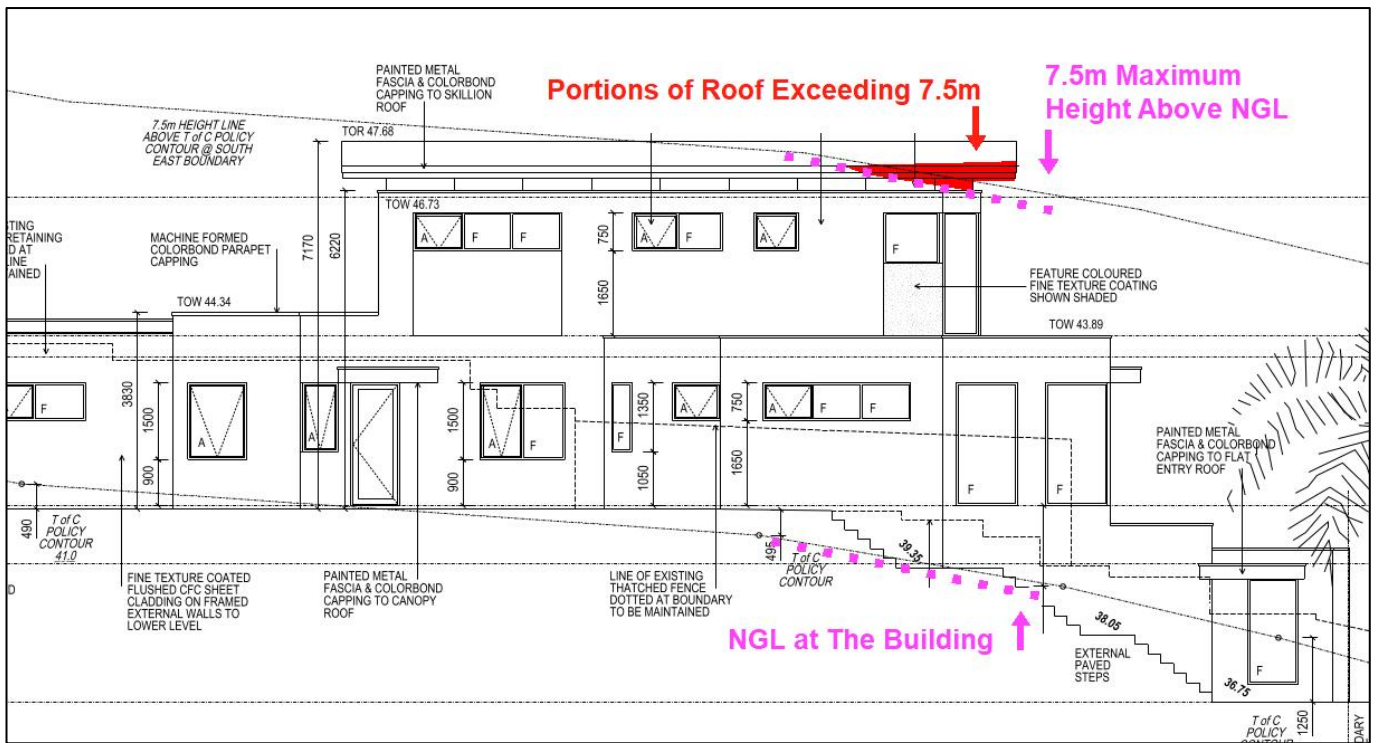 PAINTED METAL
FASCIA & COLORBOND
CAPPING TO SKILLION
ROOF
Portions of Roof Exceeding 7.5m
7.5m Maximum
Height Above NGL
7.5m HEIGHT LINE
ABOVE T of C POLICY
CONTOUR @ SOUTH
EAST BOUNDARY
TOR 47.68
TOW 46.73
7170
6220
A
F
F
A
F
A
F
750
1650
STING
RETAINING
D AT
LINE
AINED
MACHINE FORMED
COLORBOND PARAPET
CAPPING
TOW 44.34
FEATURE COLOURED
FINE TEXTURE COATING
SHOWN SHADED
TOW 43.89
3830
F
1500
900
A
A
1500
900
A
F
F
1350
1050
A
750
1650
A
F
F
F
F
PAINTED METAL
FASCIA & COLORBOND
CAPPING TO FLAT
ENTRY ROOF
490
T of C
POLICY
CONTOUR
41.0
495
T of C
POLICY
CONTOUR
39.35
D
FINE TEXTURE COATED
FLUSHED CFC SHEET
CLADDING ON FRAMED
EXTERNAL WALLS TO
LOWER LEVEL
PAINTED METAL
FASCIA & COLORBOND
CAPPING TO CANOPY
ROOF
LINE OF EXISTING
THATCHED FENCE
DOTTED AT BOUNDARY
TO BE MAINTAINED
NGL at The Building
38.05
EXTERNAL
PAVED
STEPS
36.75
F
T of C
POLICY
CONTOUR
1250
DARY